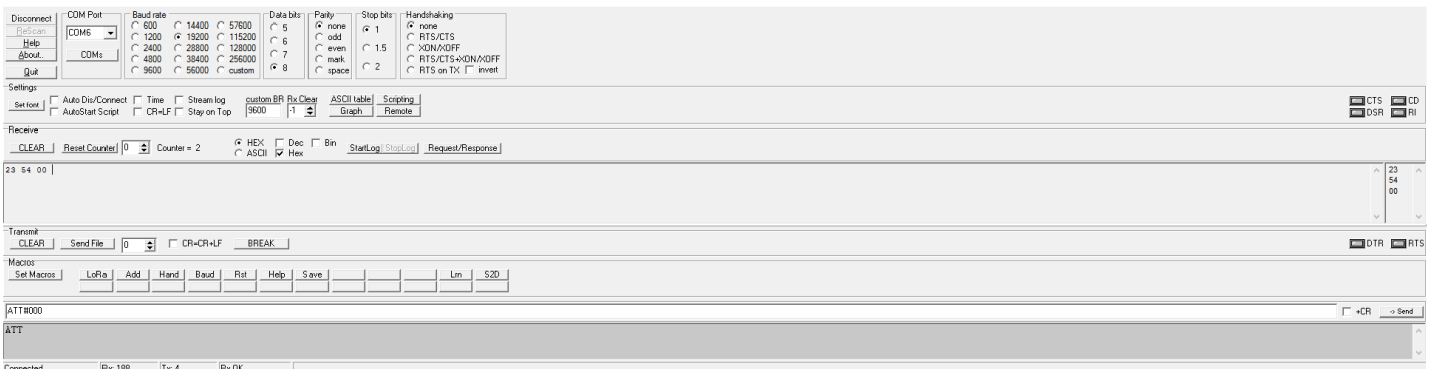 Disconnect
ReScan
Help
About..
Quit
COM Port
COM6
COMs
Baud rate
600 14400 57600
1200 19200 115200
2400 28800 128000
4800 38400 256000
9600 56000 custom
Data bits
5
6
7
8
Parity
none
odd
even
mark
space
Stop bits
1
1.5
2
Handshaking
none
RTS/CTS
XON/XOFF
RTS/CTS+XON/XOFF
RTS on TX invert
Settings
Set font
Auto Dis/Connect Time Stream log
AutoStart Script CR=LF Stay on Top
custom BR Rx Clear
9600 -1
ASCII table Scripting
Graph Remote
CTS CD
DSR RI
Receive
CLEAR Reset Counter 0 Counter = 2
HEX Dec Bin
ASCII Hex
StartLog StopLog Request/Response
23 54 00
23
54
00
Transmit
CLEAR Send File 0 CR=CR+LF BREAK
DTR RTS
Macros
Set Macros LoRa Add Hand Baud Rst Help Save Lrn S2D
ATT#000
+CR -> Send
ATT
Connected Rx: 188 Tx: 4 Rx OK